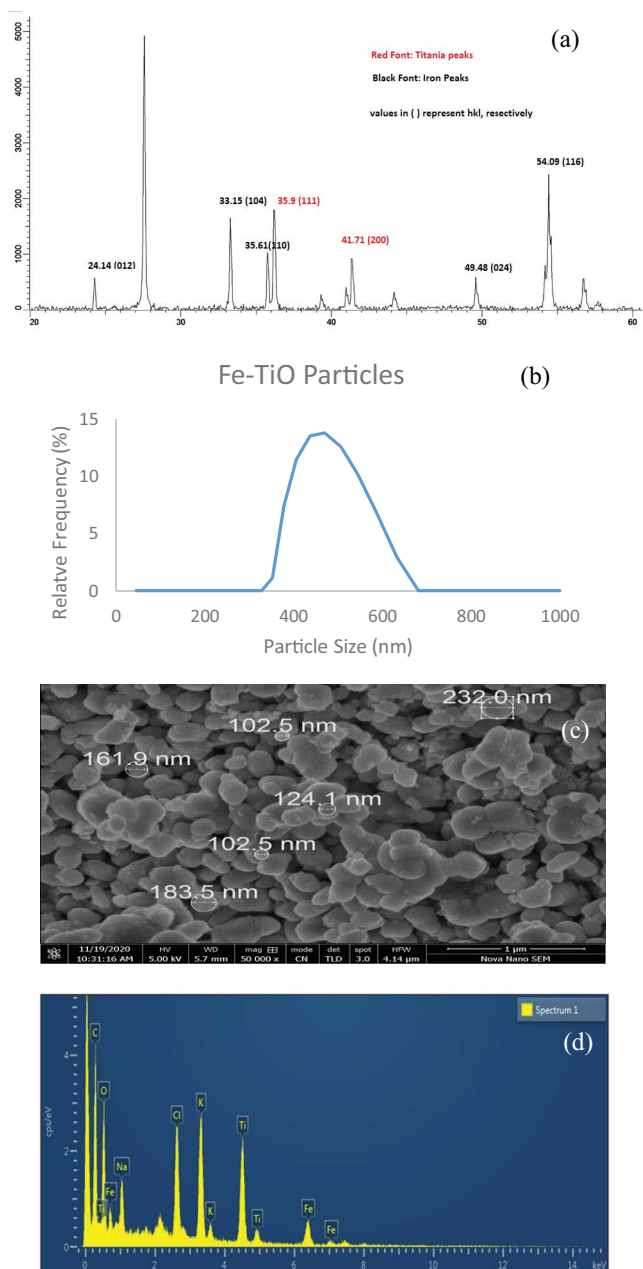 (a)
Red Font: Titania peaks
Black Font: Iron Peaks
values in ( ) represent hkl, resectively
5000
4000
3000
2000
1000
0
24.14 (012)
33.15 (104)
35.9 (111)
35.61(110)
41.71 (200)
49.48 (024)
54.09 (116)
20 30 40 50 60
Fe-TiO Particles
(b)
Relatve Frequency (%)
15
10
5
0
0 200 400 600 800 1000
Particle Size (nm)
232.0 nm
(c)
102.5 nm
161.9 nm
124.1 nm
102.5 nm
183.5 nm
11/19/2020 HV WD mag mode det spot HFW 1 µm
10:31:16 AM 5.00 kV 5.7 mm 50 000 x CN TLD 3.0 4.14 µm Nova Nano SEM
Spectrum 1
(d)
cps/eV
4
2
0
C
O
Ti
Fe
Na
Cl
K
K
Ti
Ti
Fe
Fe
0 2 4 6 8 10 12 14 keV